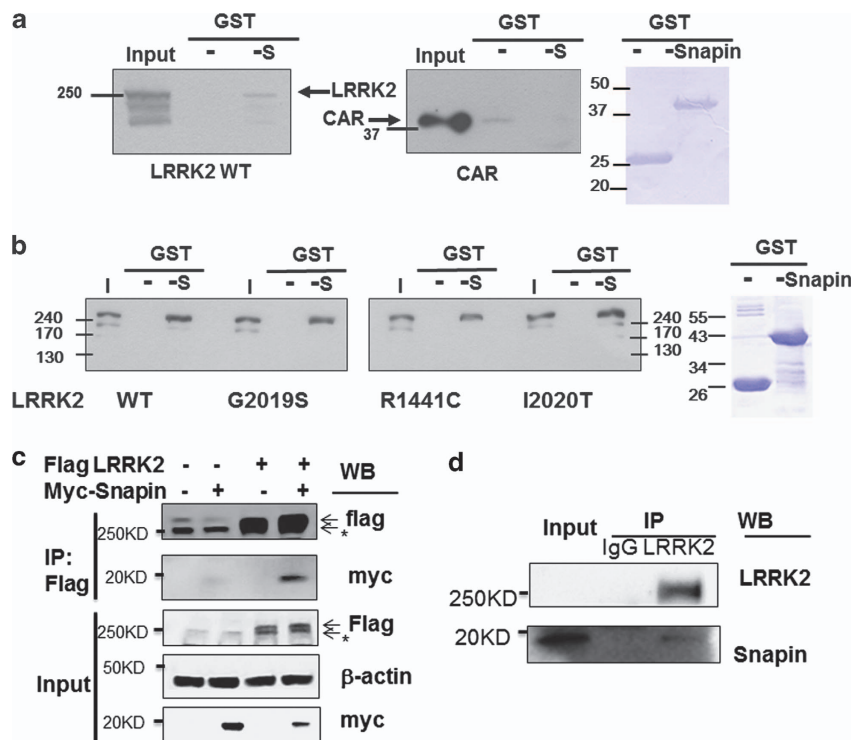 a
GST
GST
GST
Input
-
-S
Input
-
-S
-
-Snapin
250
LRRK2
CAR
37
50
37
25
20
LRRK2 WT
CAR
b
GST
GST
GST
GST
GST
I
-
-S
I
-
-S
I
-
-S
I
-
-S
-
-Snapin
240
170
130
240
170
130
55
43
34
26
LRRK2
WT
G2019S
R1441C
I2020T
c
Flag LRRK2
-
-
+
+
WB
Myc-Snapin
-
+
-
+
IP:
Flag
250KD
flag
*
20KD
myc
Input
250KD
Flag
*
50KD
β-actin
20KD
myc
d
Input
IP
WB
IgG LRRK2
250KD
LRRK2
20KD
Snapin